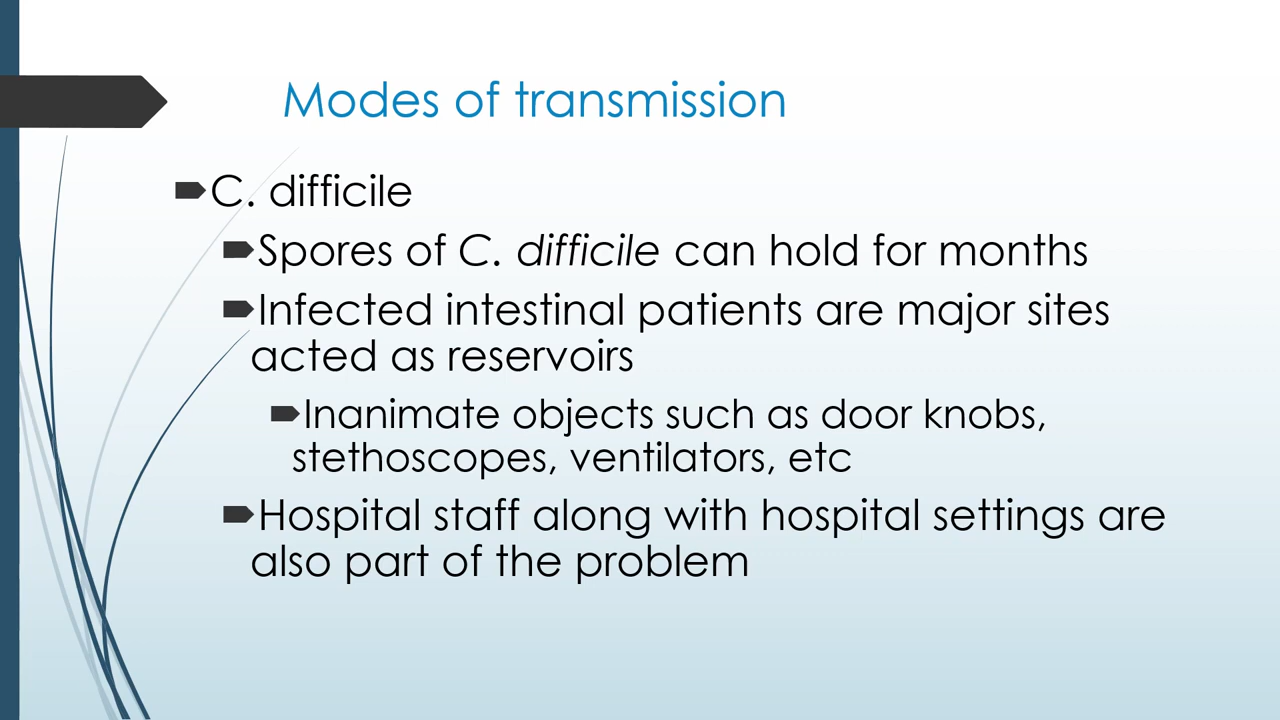 Modes of transmission
C. difficile
Spores of C. difficile can hold for months
Infected intestinal patients are major sites
acted as reservoirs
Inanimate objects such as door knobs,
stethoscopes, ventilators, etc
Hospital staff along with hospital settings are
also part of the problem